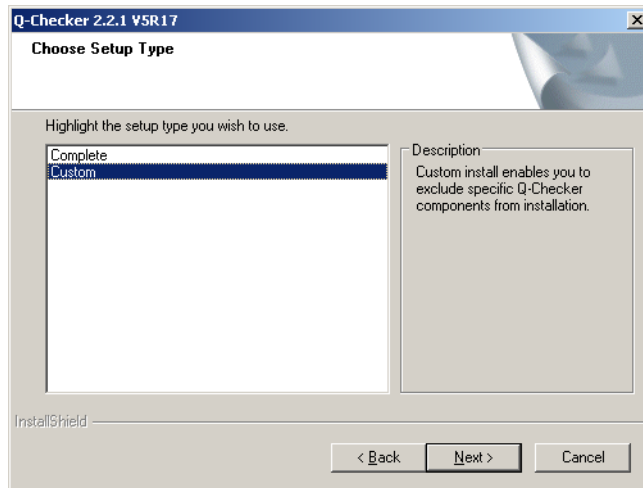 Q-Checker 2.2.1 V5R17
Choose Setup Type
Highlight the setup type you wish to use.
Complete
Custom
Description
Custom install enables you to
exclude specific Q-Checker
components from installation.
InstallShield
< Back
Next >
Cancel